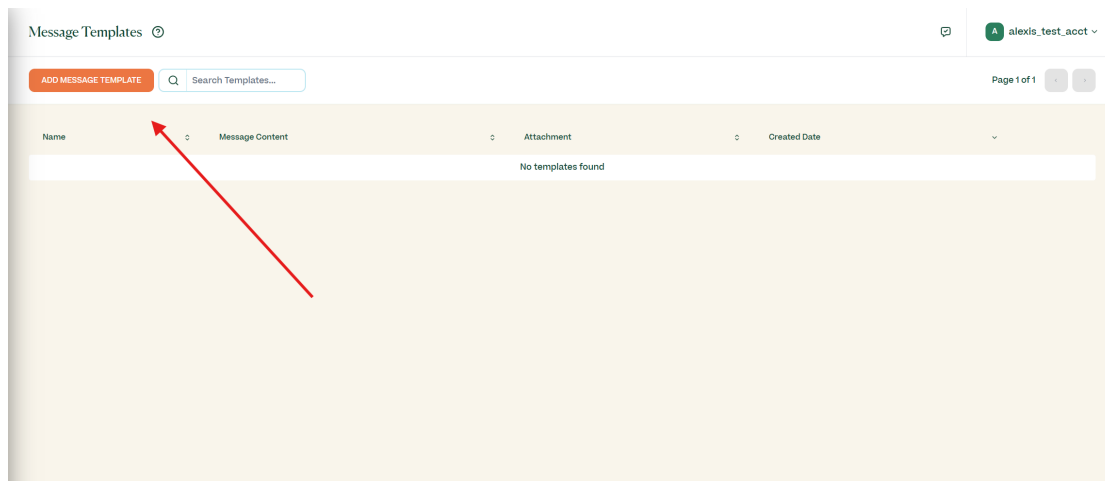 Message Templates
A alexis_test_acct
ADD MESSAGE TEMPLATE Search Templates... Page 1 of 1
Name Message Content Attachment Created Date
No templates found